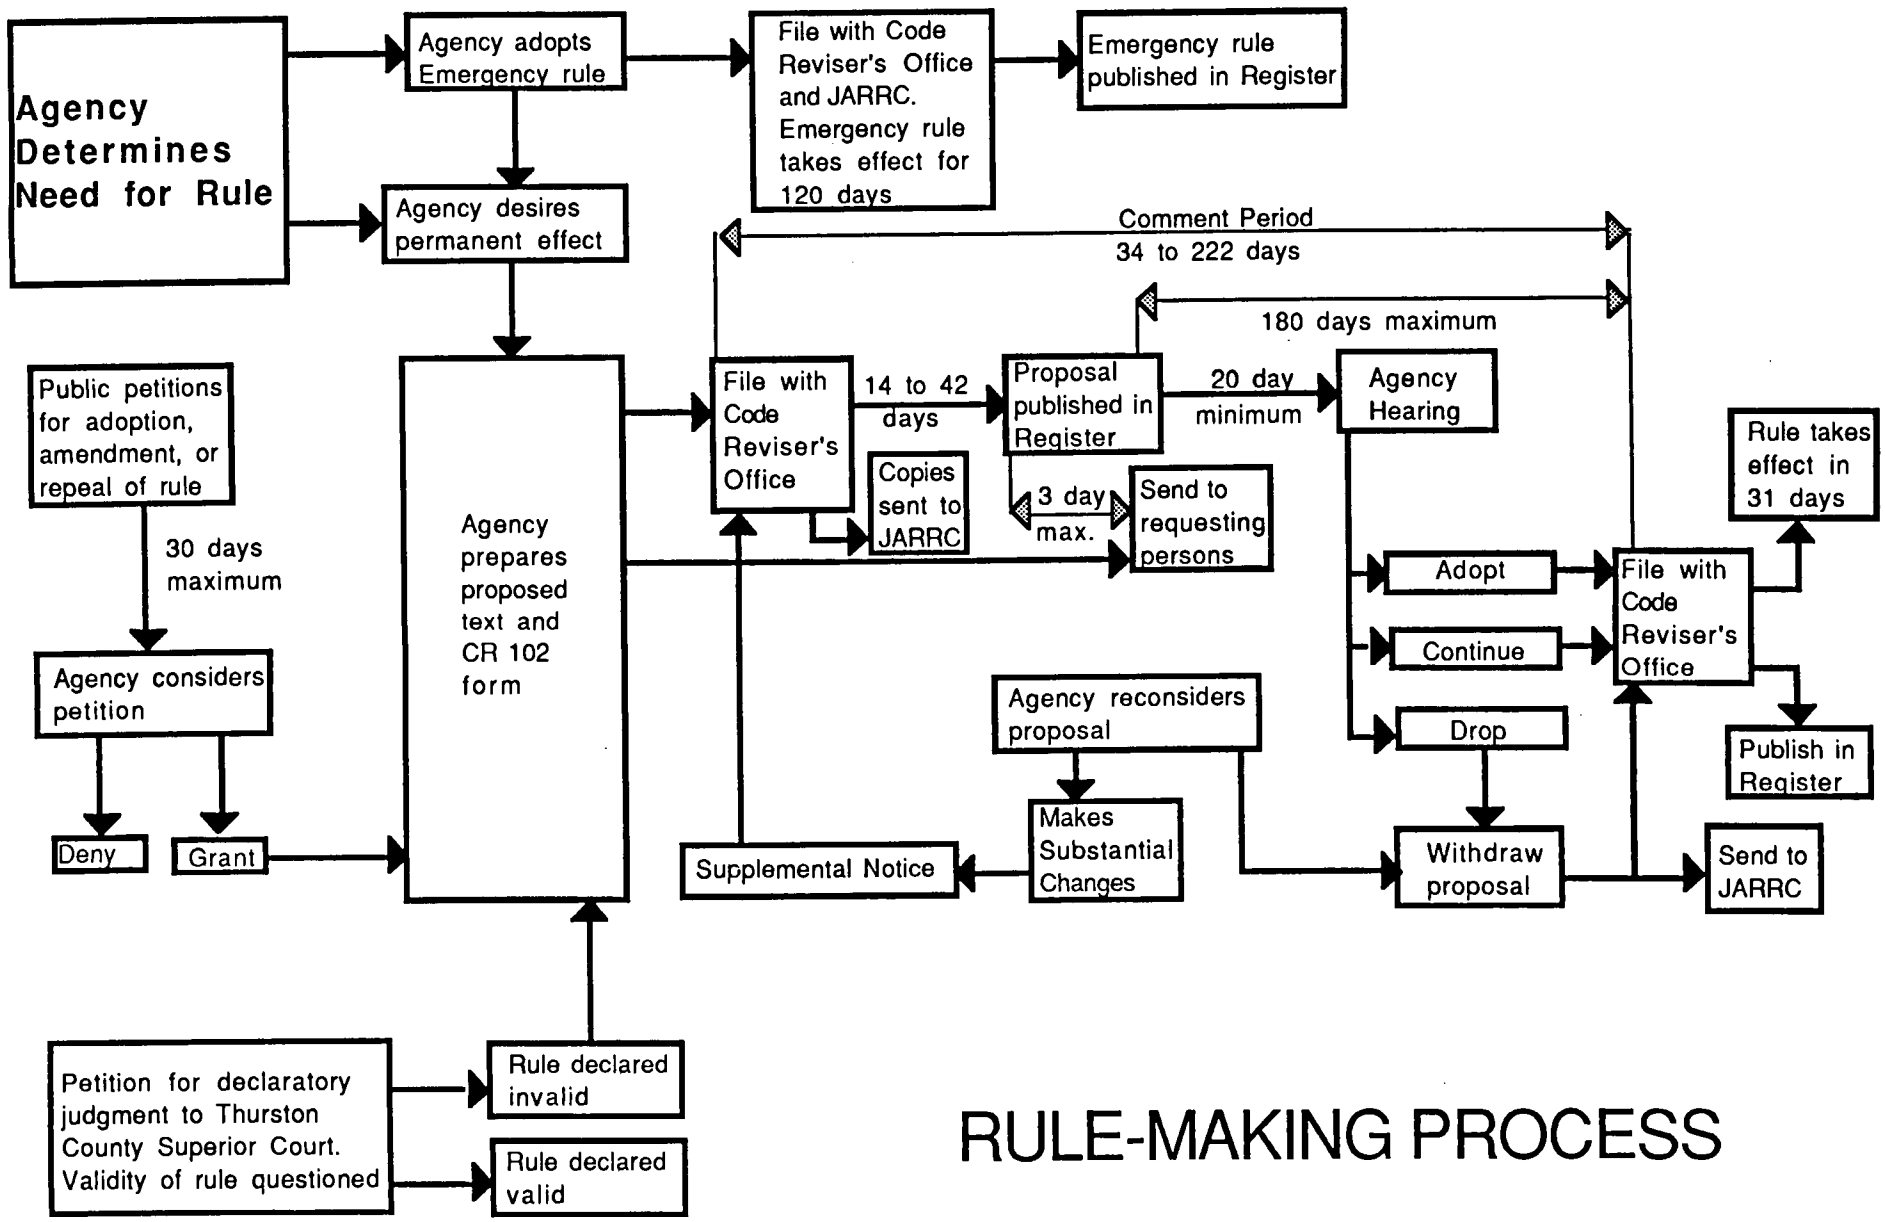 Agency
Determines
Need for Rule
Agency adopts
Emergency rule
File with Code
Reviser's Office
and JARRC.
Emergency rule
takes effect for
120 days
Emergency rule
published in Register
Agency desires
permanent effect
Comment Period
34 to 222 days
180 days maximum
Public petitions
for adoption,
amendment, or
repeal of rule
30 days
maximum
Agency considers
petition
Deny
Grant
Agency
prepares
proposed
text and
CR 102
form
File with
Code
Reviser's
Office
14 to 42
days
Copies
sent to
JARRC
Proposal
published in
Register
3 day
max.
Send to
requesting
persons
20 day
minimum
Agency
Hearing
Adopt
Continue
Drop
File with
Code
Reviser's
Office
Rule takes
effect in
31 days
Publish in
Register
Agency reconsiders
proposal
Makes
Substantial
Changes
Supplemental Notice
Withdraw
proposal
Send to
JARRC
Petition for declaratory
judgment to Thurston
County Superior Court.
Validity of rule questioned
Rule declared
invalid
Rule declared
valid
RULE-MAKING PROCESS